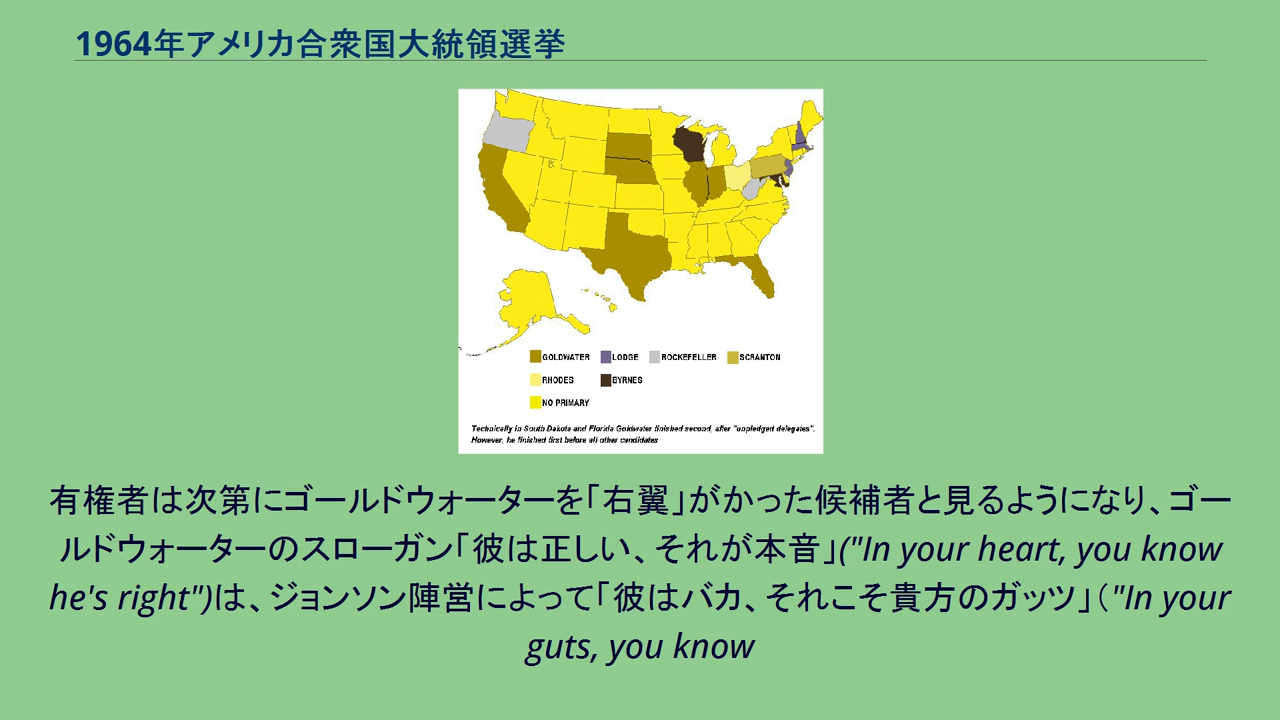 1964年アメリカ合衆国大統領選挙
GOLDWATER LODGE ROCKEFELLER SCRANTON
RHODES BYRNES
NO PRIMARY
Technically in South Dakota and Florida Goldwater finished second, after "unpledged delegates".
However, he finished first before all other candidates
有権者は次第にゴールドウォーターを「右翼」がかった候補者と見るようになり、ゴー
ルドウォーターのスローガン「彼は正しい、それが本音」("In your heart, you know
he's right")は、ジョンソン陣営によって「彼はバカ、それこそ貴方のガッツ」（"In your
guts, you know